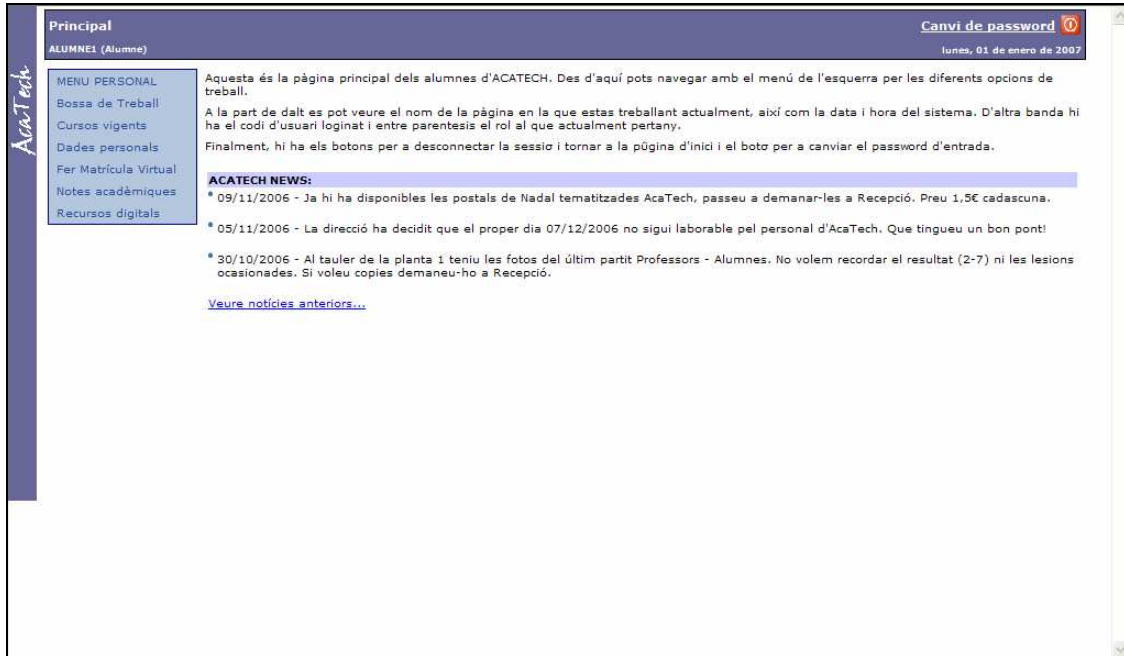 Principal
Canvi de password
ALUMNE1 (Alumne)
lunes, 01 de enero de 2007
AcaTech
MENU PERSONAL
Bossa de Treball
Cursos vigents
Dades personals
Fer Matrícula Virtual
Notes acadèmiques
Recursos digitals
Aquesta és la pàgina principal dels alumnes d'ACATECH. Des d'aquí pots navegar amb el menú de l'esquerra per les diferents opcions de
treball.
A la part de dalt es pot veure el nom de la pàgina en la que estas treballant actualment, així com la data i hora del sistema. D'altra banda hi
ha el codi d'usuari loginat i entre parentesis el rol al que actualment pertany.
Finalment, hi ha els botons per a desconnectar la sessiσ i tornar a la pûgina d'inici i el botσ per a canviar el password d'entrada.
ACATECH NEWS:
09/11/2006 - Ja hi ha disponibles les postals de Nadal tematitzades AcaTech, passeu a demanar-les a Recepció. Preu 1,5€ cadascuna.
05/11/2006 - La direcció ha decidit que el proper dia 07/12/2006 no sigui laborable pel personal d'AcaTech. Que tingueu un bon pont!
30/10/2006 - Al tauler de la planta 1 teniu les fotos del últim partit Professors - Alumnes. No volem recordar el resultat (2-7) ni les lesions
ocasionades. Si voleu copies demaneu-ho a Recepció.
Veure notícies anteriors...